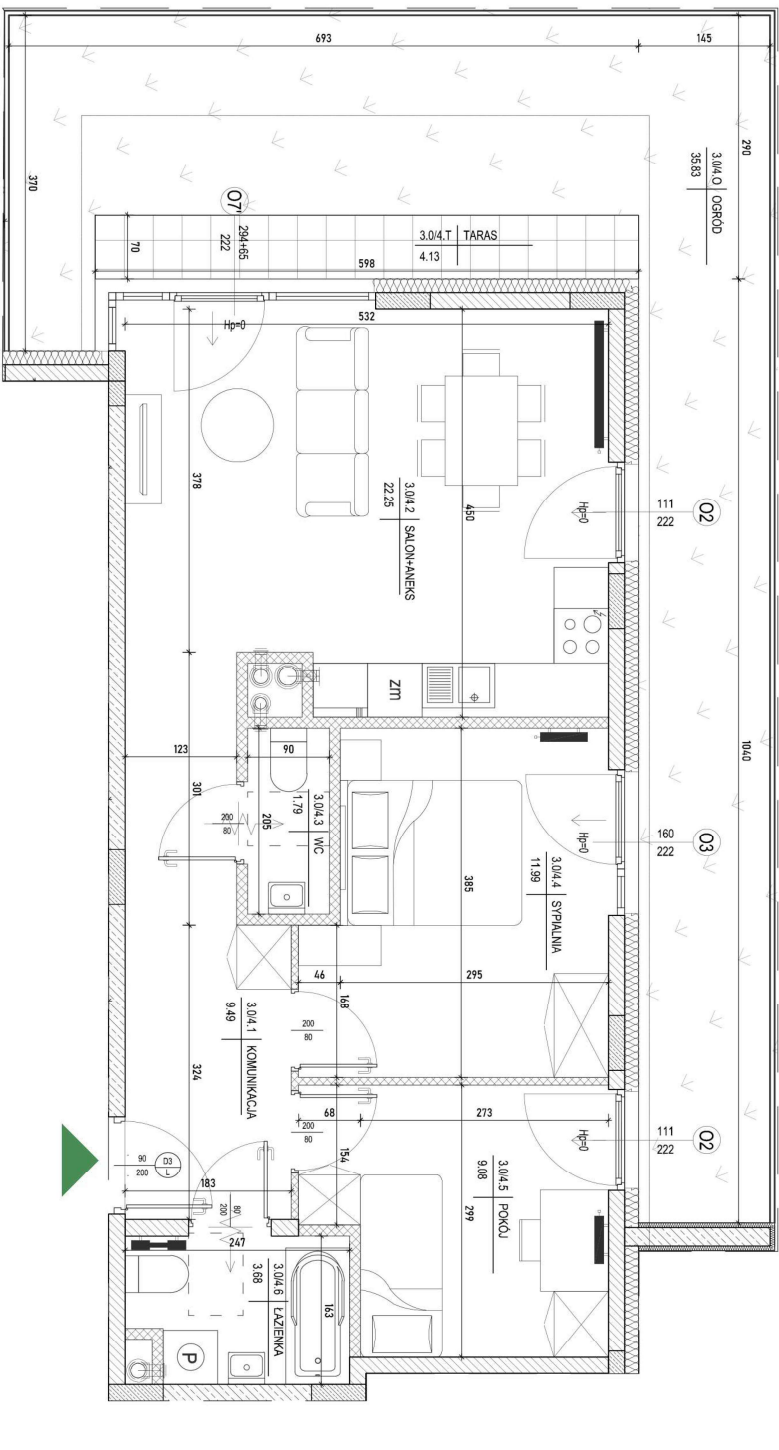 693
145
290
370
3.0/4.O OGRÓD
35.83
O7'
294+65
222
70
3.0/4.T TARAS
4.13
598
532
Hp=0
378
450
3.0/4.2 SALON+ANEKS
22.25
Hp=0
111
222
O2
zm
1040
123
301
90
205
200
80
3.0/4.3 WC
1.79
385
3.0/4.4 SYPIALNIA
11.99
Hp=0
160
222
O3
46
295
168
3.0/4.1 KOMUNIKACJA
9.49
324
200
80
200
80
68
273
154
3.0/4.5 POKÓJ
9.08
299
Hp=0
111
222
O2
90
200
D3
L
183
80
200
247
3.0/4.6 ŁAZIENKA
3.68
163
P